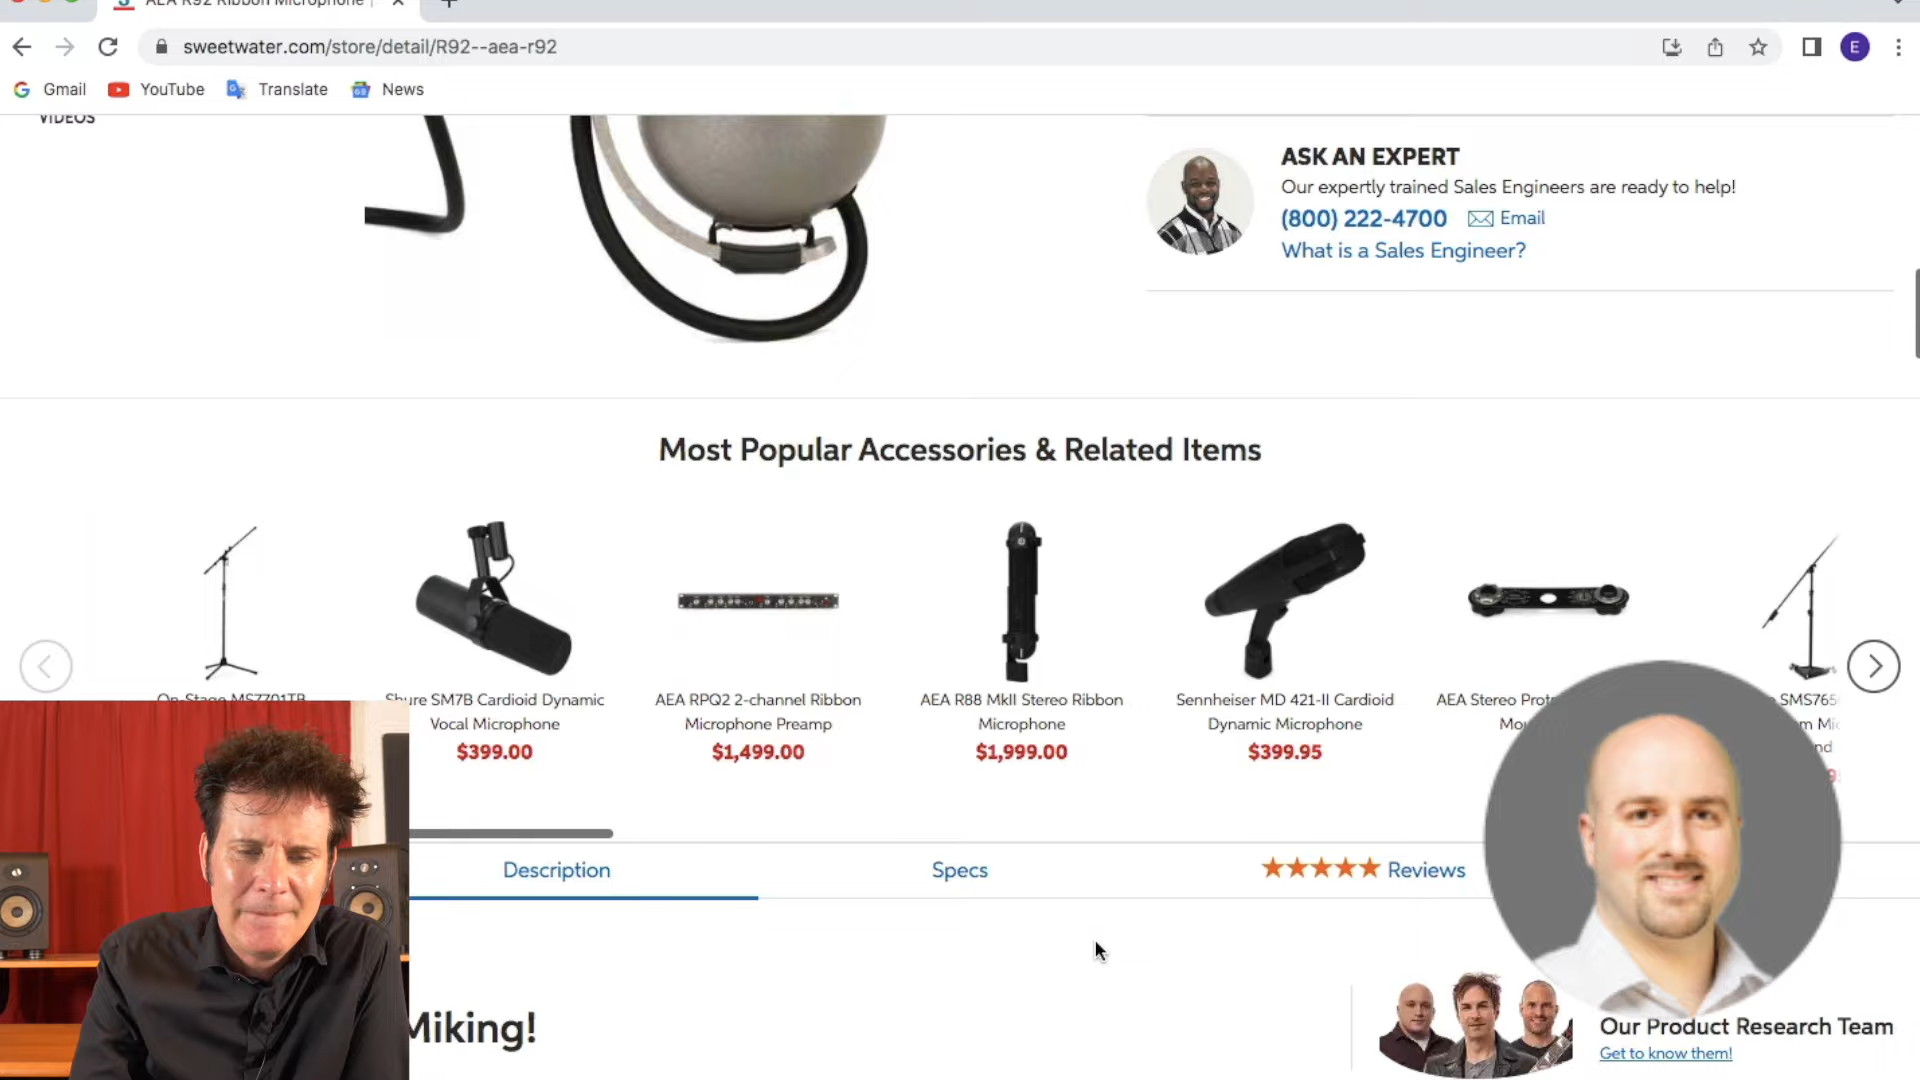 AEA R92 Ribbon Microphone |
sweetwater.com/store/detail/R92--aea-r92
E
Gmail
YouTube
Translate
News
VIDEOS
ASK AN EXPERT
Our expertly trained Sales Engineers are ready to help!
(800) 222-4700
Email
What is a Sales Engineer?
Most Popular Accessories & Related Items
On-Stage MS7701TB
Shure SM7B Cardioid Dynamic
Vocal Microphone
$399.00
AEA RPQ2 2-channel Ribbon
Microphone Preamp
$1,499.00
AEA R88 MkII Stereo Ribbon
Microphone
$1,999.00
Sennheiser MD 421-II Cardioid
Dynamic Microphone
$399.95
AEA Stereo
SMS765
Description
Specs
Reviews
Miking!
Our Product Research Team
Get to know them!